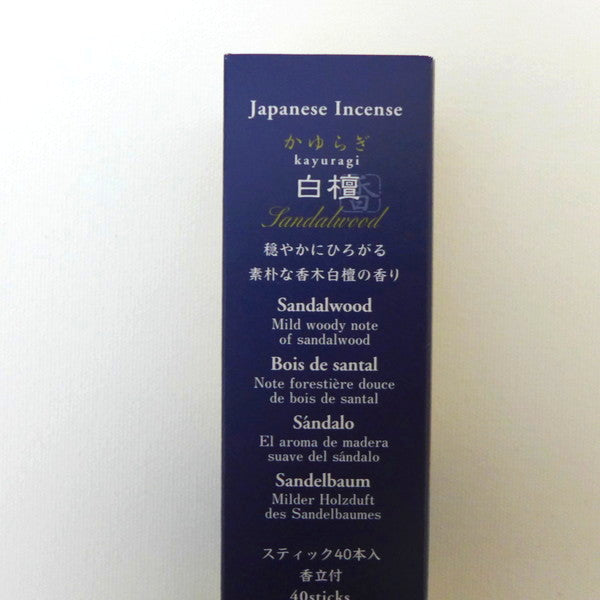 Japanese Incense
かゆらぎ
kayuragi
白檀
香
Sandalwood
穏やかにひろがる
素朴な香木白檀の香り
Sandalwood
Mild woody note
of sandalwood
Bois de santal
Note forestière douce
de bois de santal
Sándalo
El aroma de madera
suave del sándalo
Sandelbaum
Milder Holzduft
des Sandelbaumes
スティック40本入
香立付
40sticks